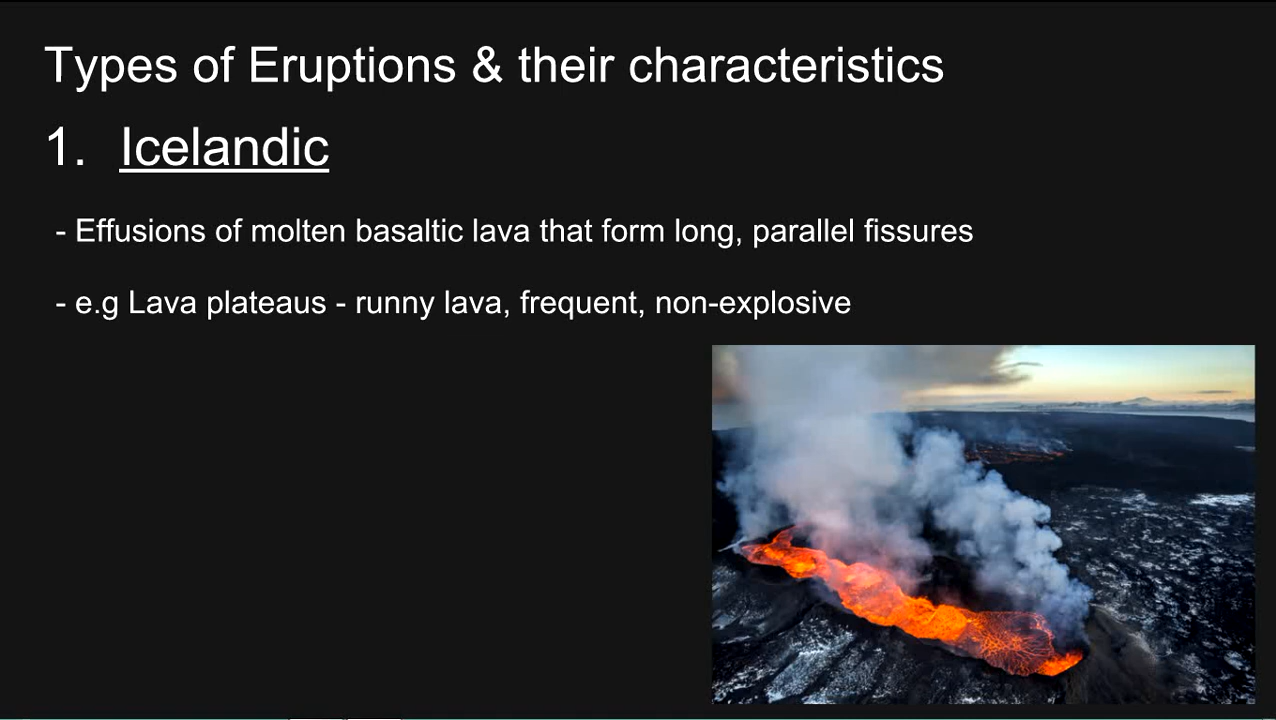 Types of Eruptions & their characteristics
1. Icelandic
- Effusions of molten basaltic lava that form long, parallel fissures
- e.g Lava plateaus - runny lava, frequent, non-explosive